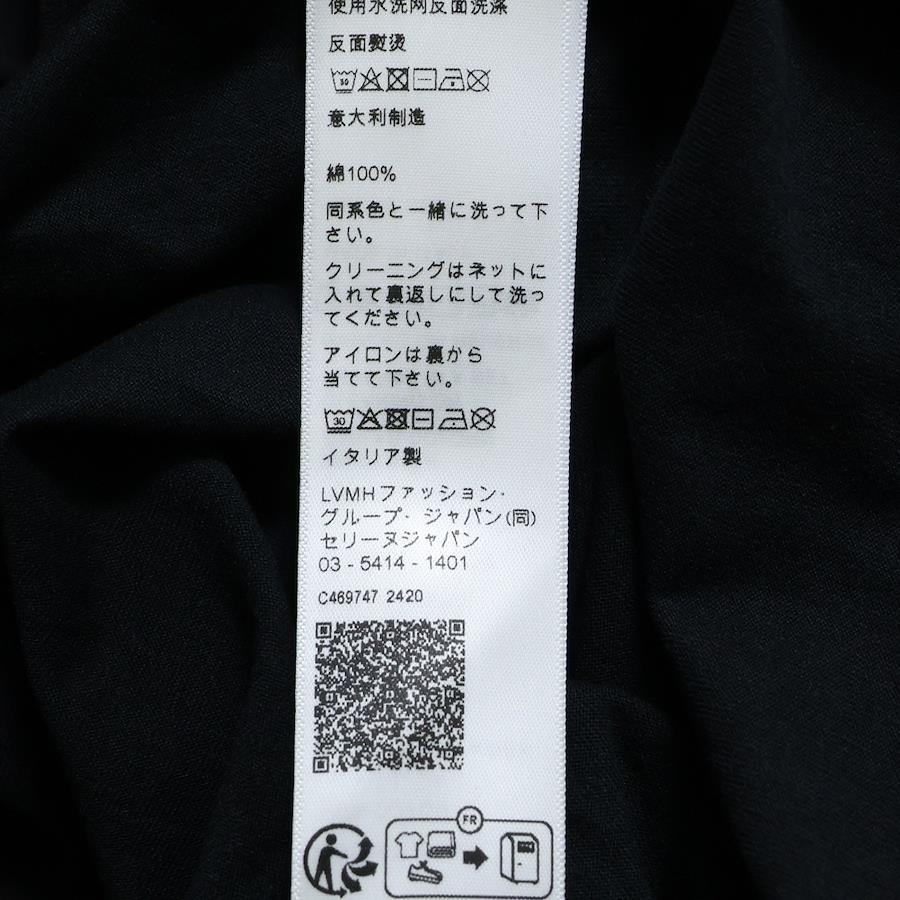 使用水洗网反面洗涤
反面熨烫
30
意大利制造
綿100%
同系色と一緒に洗って下
さい。
クリーニングはネットに
入れて裏返しにして洗っ
てください。
アイロンは裏から
当てて下さい。
30
イタリア製
LVMHファッション・
グループ・ジャパン(同)
セリーヌジャパン
03 - 5414 - 1401
C469747 2420
FR